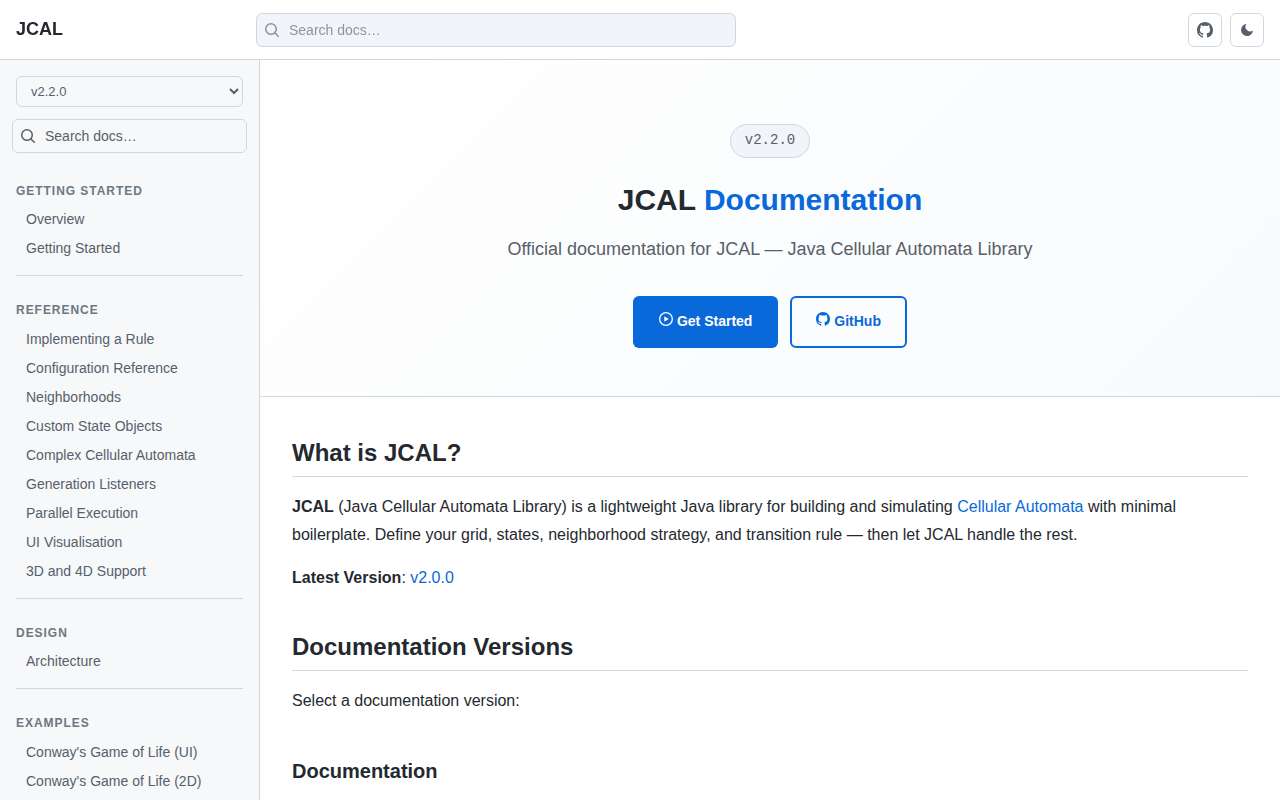 JCAL
Search docs…
v2.2.0
Search docs…
GETTING STARTED
Overview
Getting Started
REFERENCE
Implementing a Rule
Configuration Reference
Neighborhoods
Custom State Objects
Complex Cellular Automata
Generation Listeners
Parallel Execution
UI Visualisation
3D and 4D Support
DESIGN
Architecture
EXAMPLES
Conway's Game of Life (UI)
Conway's Game of Life (2D)
v2.2.0
JCAL Documentation
Official documentation for JCAL — Java Cellular Automata Library
Get Started
GitHub
What is JCAL?
JCAL (Java Cellular Automata Library) is a lightweight Java library for building and simulating Cellular Automata with minimal
boilerplate. Define your grid, states, neighborhood strategy, and transition rule — then let JCAL handle the rest.
Latest Version: v2.0.0
Documentation Versions
Select a documentation version:
Documentation